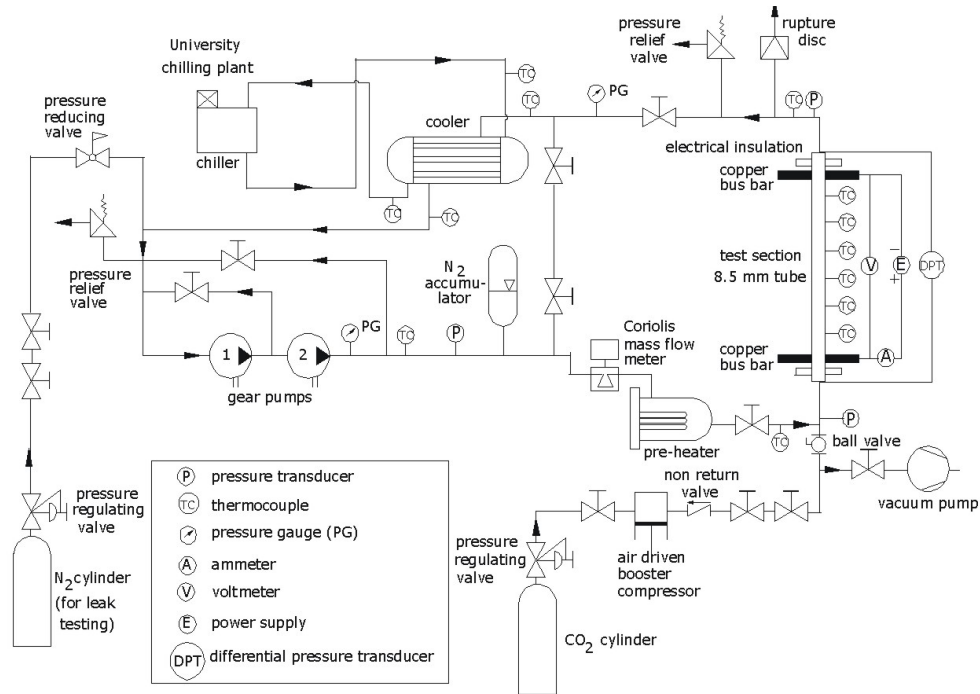 University
chilling plant
pressure
reducing valve
chiller
cooler
TC
TC
TC
TC
PG
pressure
relief
valve
rupture
disc
TC
P
electrical insulation
copper
bus bar
TC
TC
TC
TC
TC
TC
test section
8.5 mm tube
V
E
− +
DPT
copper
bus bar
A
pressure
relief
valve
N2
accumu-
lator
PG
TC
P
1
2
gear pumps
Coriolis
mass flow
meter
pre-heater
TC
P
ball valve
vacuum pump
non return
valve
pressure
regulating
valve
air driven
booster
compressor
CO2 cylinder
pressure
regulating
valve
N2cylinder
(for leak
testing)
P pressure transducer
TC thermocouple
pressure gauge (PG)
A ammeter
V voltmeter
E power supply
DPT differential pressure transducer